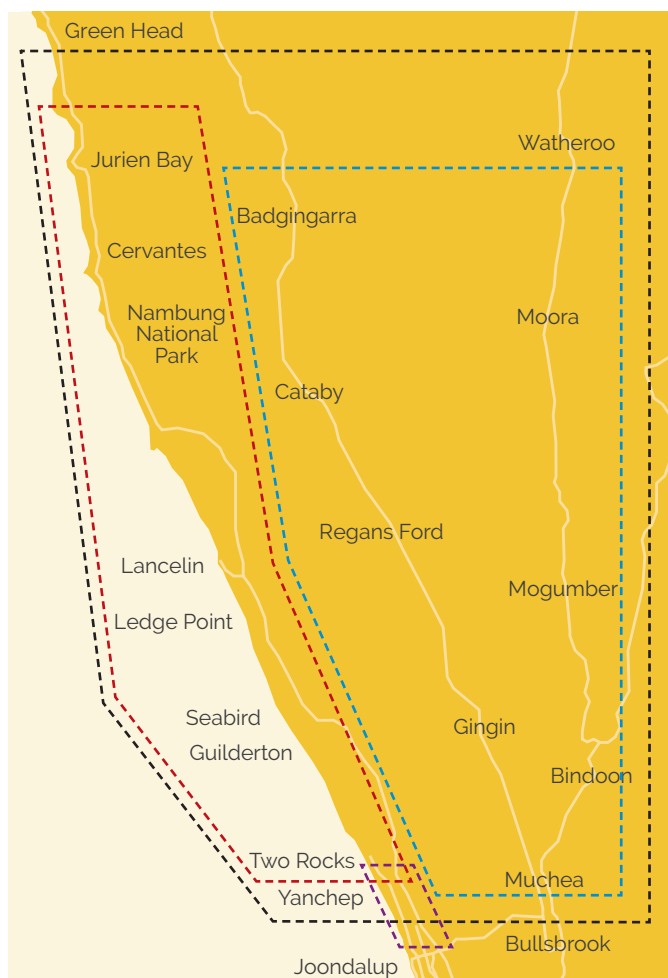 Green Head
Watheroo
Jurien Bay
Badgingarra
Cervantes
Nambung
National
Park
Moora
Cataby
Regans Ford
Lancelin
Mogumber
Ledge Point
Seabird
Gingin
Guilderton
Bindoon
Two Rocks
Muchea
Yanchep
Bullsbrook
Joondalup